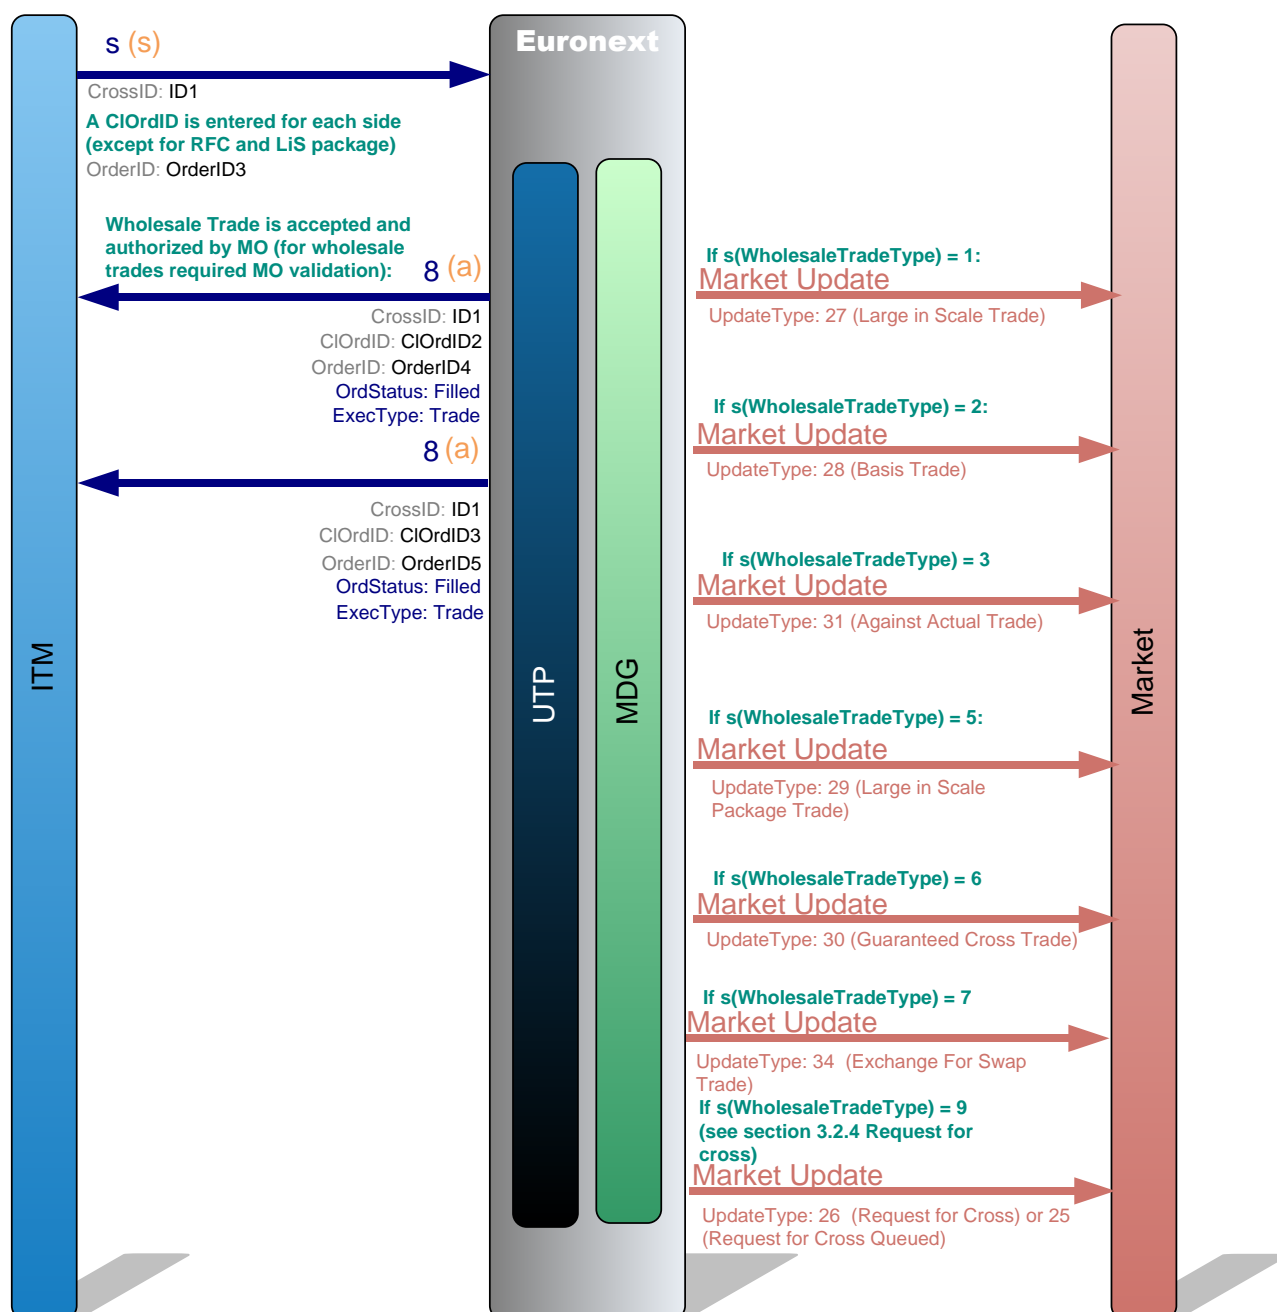 s (s)
CrossID: ID1
A ClOrdID is entered for each side
(except for RFC and LiS package)
OrderID: OrderID3
Wholesale Trade is accepted and
authorized by MO (for wholesale
trades required MO validation):
8 (a)
CrossID: ID1
ClOrdID: ClOrdID2
OrderID: OrderID4
OrdStatus: Filled
ExecType: Trade
8 (a)
CrossID: ID1
ClOrdID: ClOrdID3
OrderID: OrderID5
OrdStatus: Filled
ExecType: Trade
ITM
Euronext
UTP
MDG
If s(WholesaleTradeType) = 1:
Market Update
UpdateType: 27 (Large in Scale Trade)
If s(WholesaleTradeType) = 2:
Market Update
UpdateType: 28 (Basis Trade)
If s(WholesaleTradeType) = 3
Market Update
UpdateType: 31 (Against Actual Trade)
If s(WholesaleTradeType) = 5:
Market Update
UpdateType: 29 (Large in Scale
Package Trade)
If s(WholesaleTradeType) = 6
Market Update
UpdateType: 30 (Guaranteed Cross Trade)
If s(WholesaleTradeType) = 7
Market Update
UpdateType: 34 (Exchange For Swap
Trade)
If s(WholesaleTradeType) = 9
(see section 3.2.4 Request for
cross)
Market Update
UpdateType: 26 (Request for Cross) or 25
(Request for Cross Queued)
Market